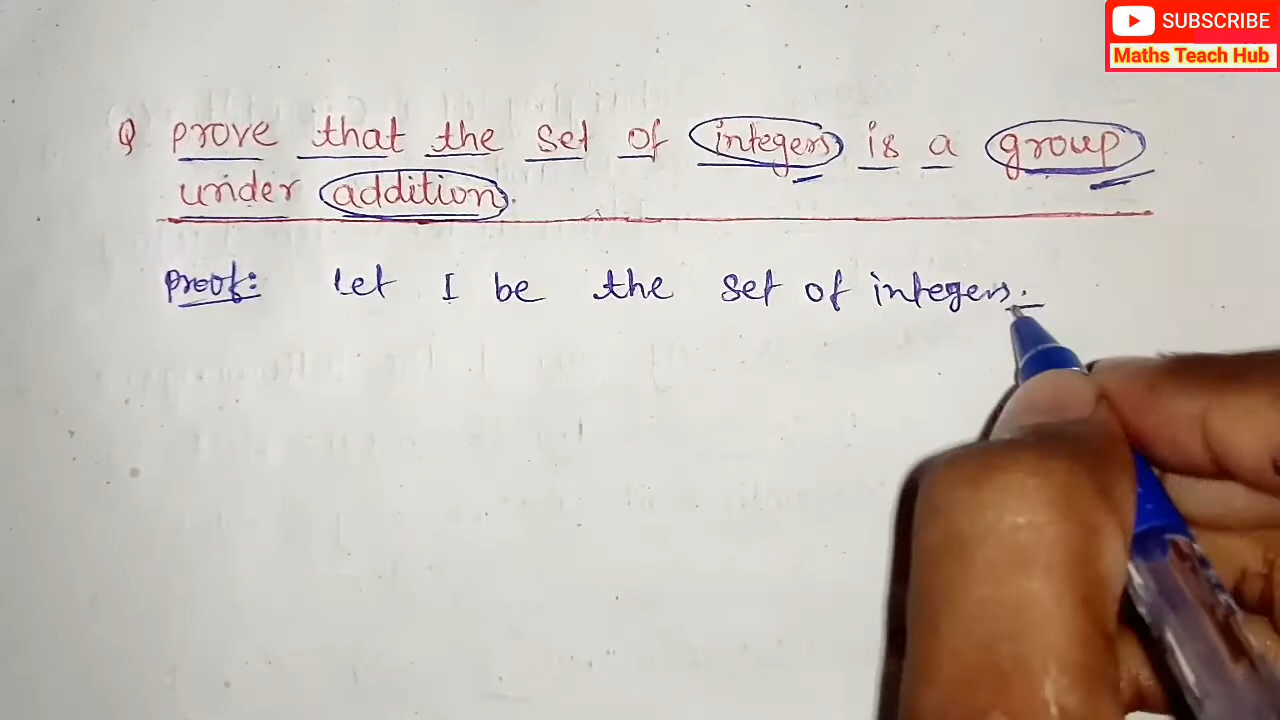 SUBSCRIBE
Maths Teach Hub
Q prove that the set of integers is a group
under addition.
Proof: Let I be the set of integers.